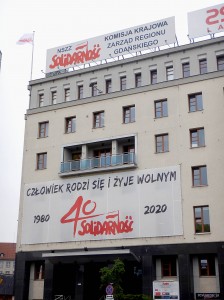 NSZZ
SOLIDARNOŚĆ
KOMISJA KRAJOWA
ZARZĄD REGIONU
GDAŃSKIEGO
CZŁOWIEK RODZI SIĘ I ŻYJE WOLNYM
1980
40
2020
SOLIDARNOŚĆ